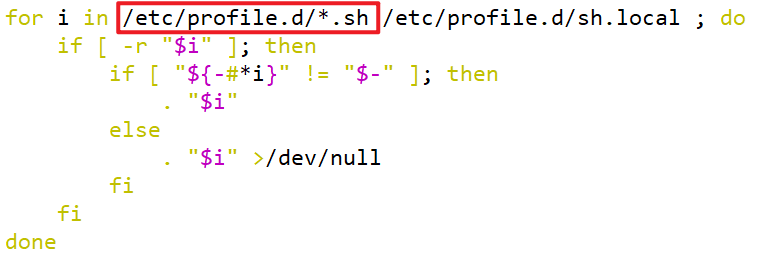 for i in /etc/profile.d/*.sh /etc/profile.d/sh.local ; do
    if [ -r "$i" ]; then
        if [ "${-#*i}" != "$-" ]; then
            . "$i"
        else
            . "$i" >/dev/null
        fi
    fi
done